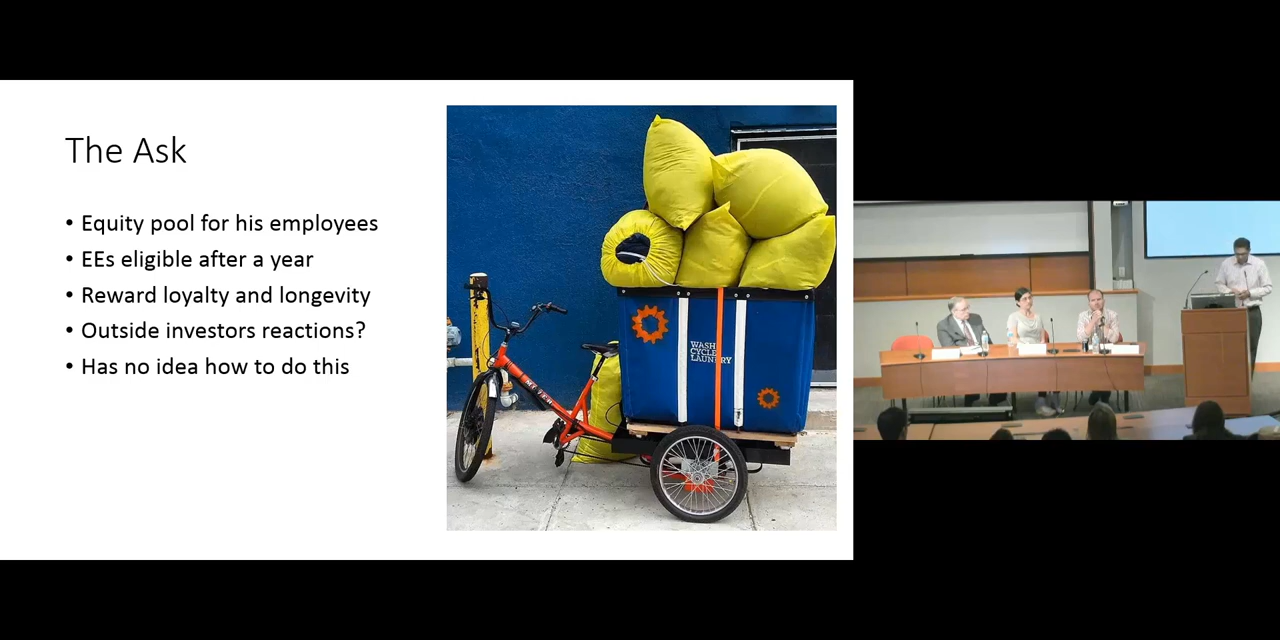 The Ask
• Equity pool for his employees
• EEs eligible after a year
• Reward loyalty and longevity
• Outside investors reactions?
• Has no idea how to do this
WASH
CYCLE
LAUNDRY